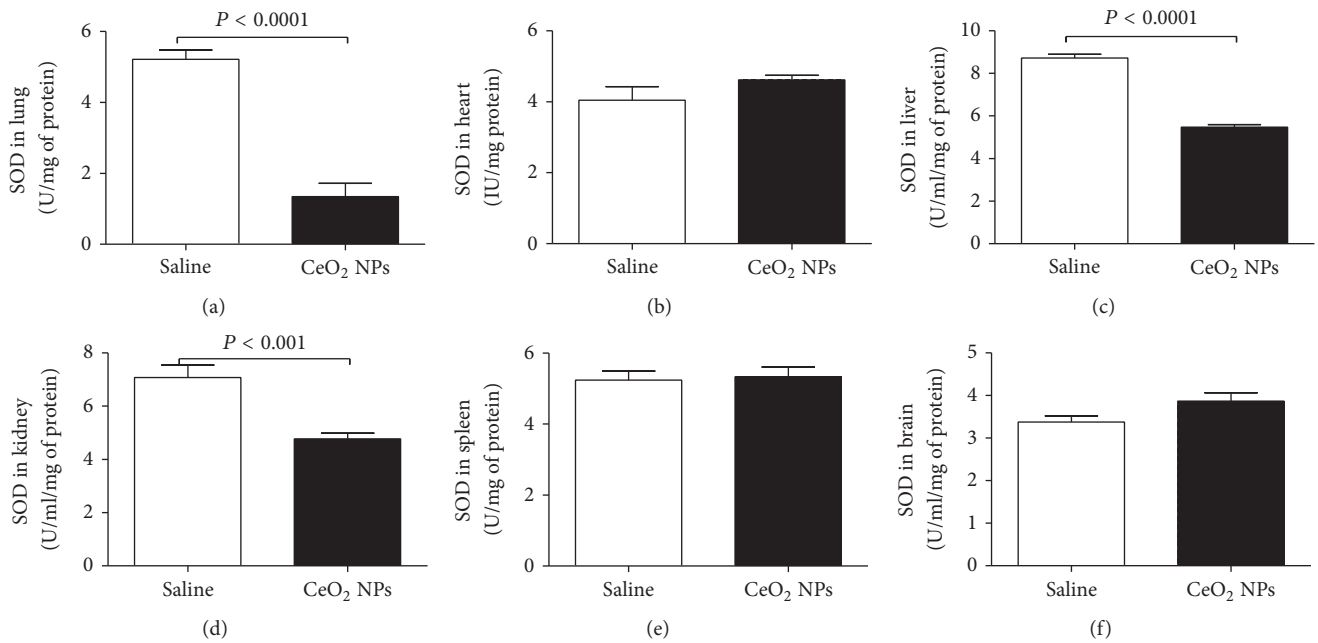 P < 0.0001
SOD in lung
(U/mg of protein)
6
4
2
0
Saline
CeO₂ NPs
(a)
SOD in heart
(IU/mg of protein)
6
4
2
0
Saline
CeO₂ NPs
(b)
P < 0.0001
SOD in liver
(U/ml/mg of protein)
10
8
6
4
2
0
Saline
CeO₂ NPs
(c)
P < 0.001
SOD in kidney
(U/ml/mg of protein)
8
6
4
2
0
Saline
CeO₂ NPs
(d)
SOD in spleen
(U/mg of protein)
6
4
2
0
Saline
CeO₂ NPs
(e)
SOD in brain
(U/ml/mg of protein)
5
4
3
2
1
0
Saline
CeO₂ NPs
(f)